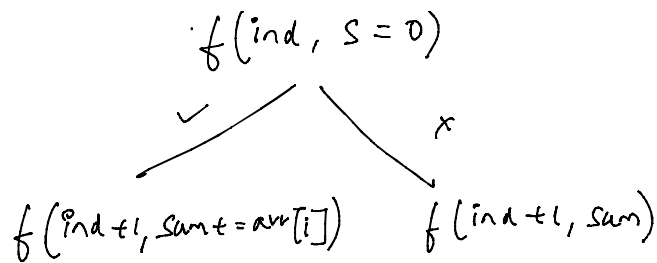 f(ind, s = 0)
✓
x
f(ind+1, sum+=arr[i])
f(ind+1, sum)